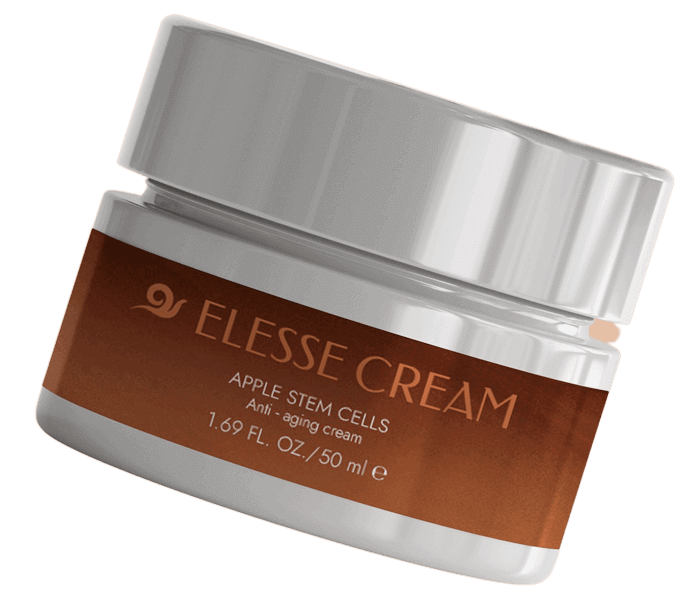 ELESSE CREAM
APPLE STEM CELLS
Anti - aging cream
1.69 FL. OZ./50 ml ℮